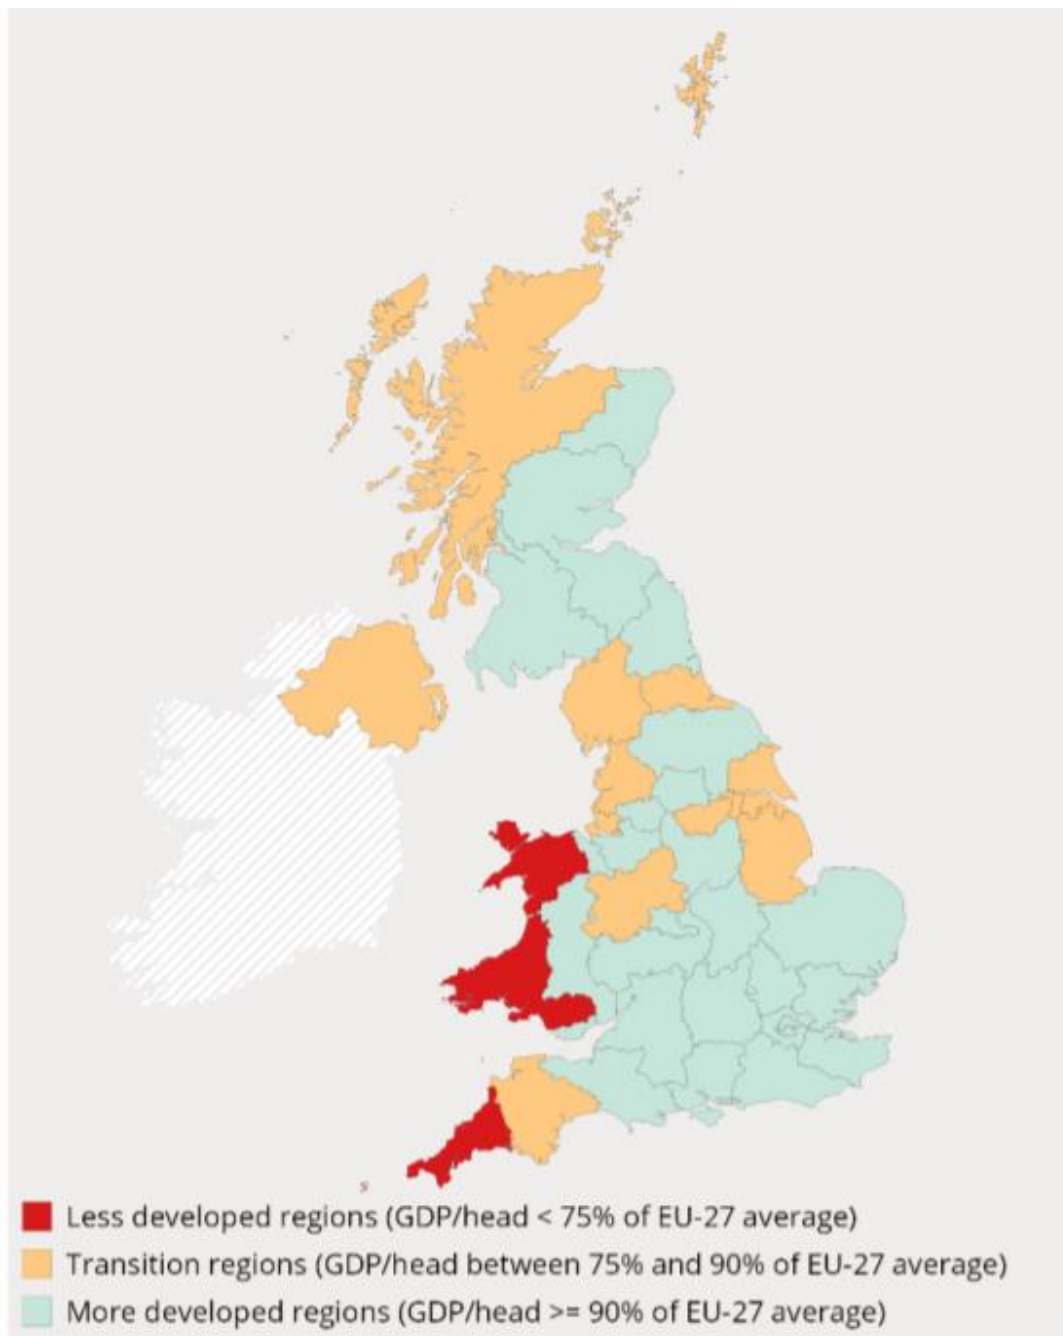 Less developed regions (GDP/head < 75% of EU-27 average)
Transition regions (GDP/head between 75% and 90% of EU-27 average)
More developed regions (GDP/head >= 90% of EU-27 average)